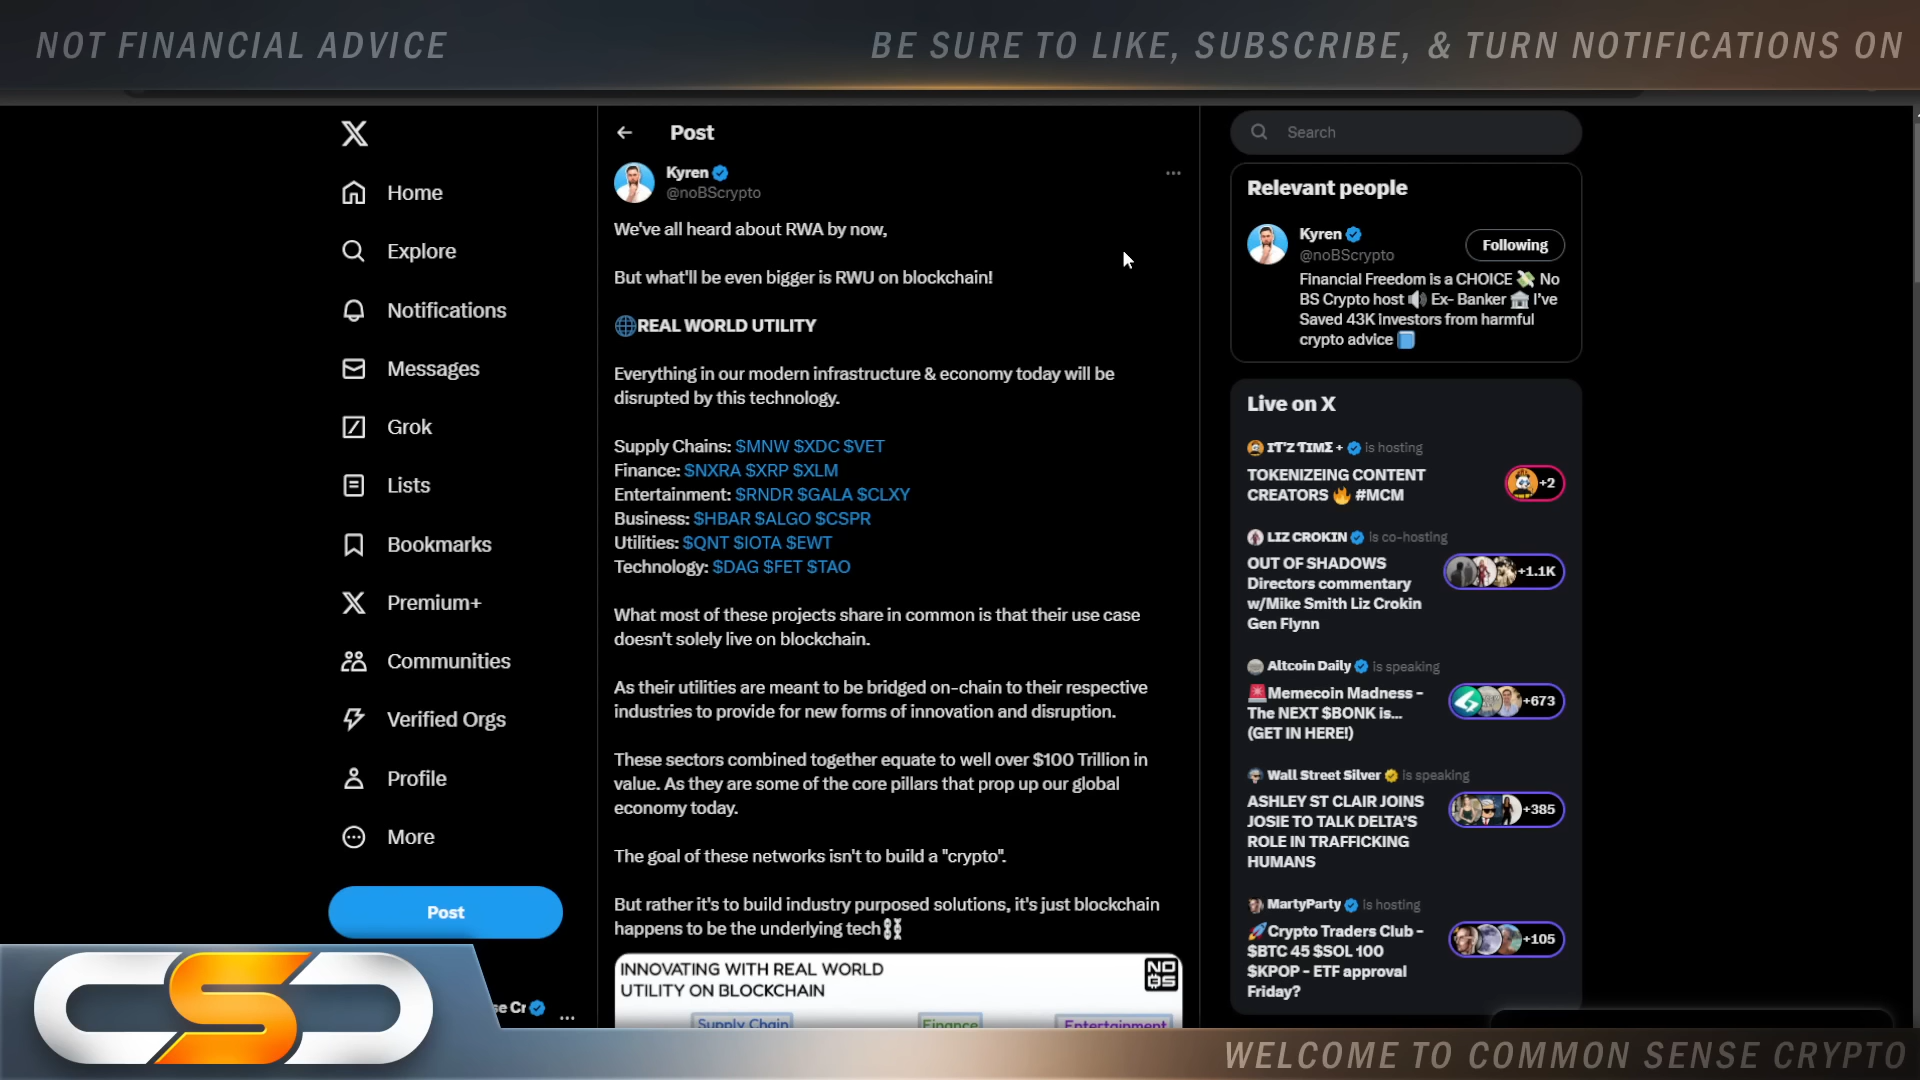 NOT FINANCIAL ADVICE
BE SURE TO LIKE, SUBSCRIBE, & TURN NOTIFICATIONS ON
Home
Explore
Notifications
Messages
Grok
Lists
Bookmarks
Premium+
Communities
Verified Orgs
Profile
More
Post
se Cr
...
Post
Kyren
@noBScrypto
We've all heard about RWA by now,
But what'll be even bigger is RWU on blockchain!
🌐REAL WORLD UTILITY
Everything in our modern infrastructure & economy today will be
disrupted by this technology.
Supply Chains: $MNW $XDC $VET
Finance: $NXRA $XRP $XLM
Entertainment: $RNDR $GALA $CLXY
Business: $HBAR $ALGO $CSPR
Utilities: $QNT $IOTA $EWT
Technology: $DAG $FET $TAO
What most of these projects share in common is that their use case
doesn't solely live on blockchain.
As their utilities are meant to be bridged on-chain to their respective
industries to provide for new forms of innovation and disruption.
These sectors combined together equate to well over $100 Trillion in
value. As they are some of the core pillars that prop up our global
economy today.
The goal of these networks isn't to build a "crypto".
But rather it's to build industry purposed solutions, it's just blockchain
happens to be the underlying tech⛓️
INNOVATING WITH REAL WORLD
UTILITY ON BLOCKCHAIN
NO
BS
Supply Chain
Finance
Entertainment
Search
Relevant people
Kyren
@noBScrypto
Following
Financial Freedom is a CHOICE 💸 No
BS Crypto host 🔊 Ex- Banker 🏦 I've
Saved 43K investors from harmful
crypto advice 📘
Live on X
IT'Z TIMΣ + is hosting
TOKENIZEING CONTENT
CREATORS 🔥 #MCM
+2
LIZ CROKIN is co-hosting
OUT OF SHADOWS
Directors commentary
w/Mike Smith Liz Crokin
Gen Flynn
+1.1K
Altcoin Daily is speaking
🚨Memecoin Madness -
The NEXT $BONK is...
(GET IN HERE!)
+673
Wall Street Silver is speaking
ASHLEY ST CLAIR JOINS
JOSIE TO TALK DELTA'S
ROLE IN TRAFFICKING
HUMANS
+385
MartyParty is hosting
🚀Crypto Traders Club -
$BTC 45 $SOL 100
$KPOP - ETF approval
Friday?
+105
CSC
WELCOME TO COMMON SENSE CRYPTO